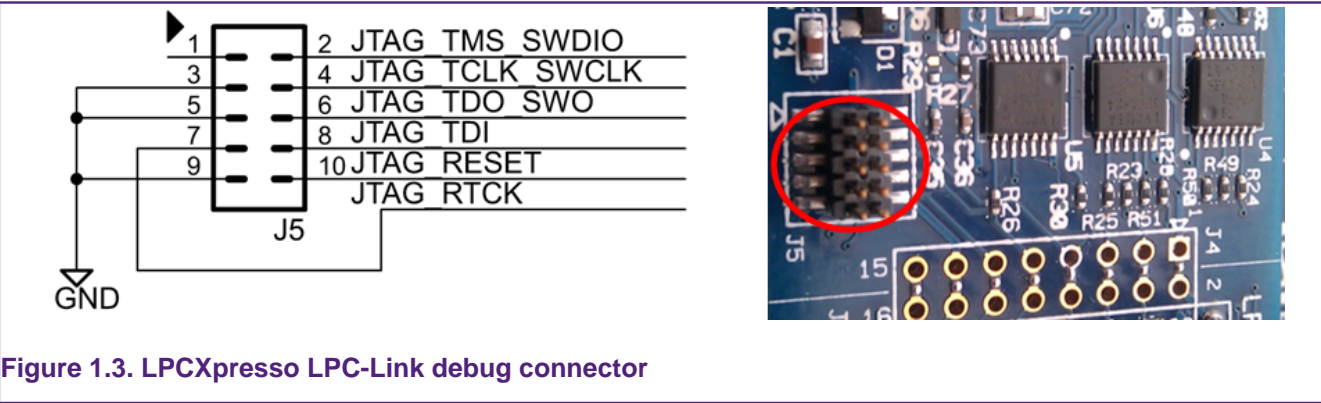 1
2 JTAG_TMS_SWDIO
3
4 JTAG_TCLK_SWCLK
5
6 JTAG_TDO_SWO
7
8 JTAG_TDI
9
10 JTAG_RESET
JTAG_RTCK
J5
GND
C1
D1
R29
C73
C72
R27
C35
C36
U5
U4
R26
R30
R23
R28
R25
R51
R50
R49
R24
J5
J4
15
16
1
2
Figure 1.3. LPCXpresso LPC-Link debug connector